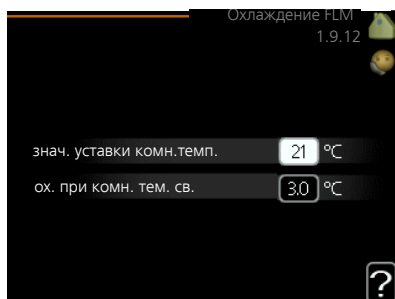 Охлаждение FLM
1.9.12
знач. уставки комн.темп. 21 °C
ох. при комн. тем. св. 3.0 °C
?